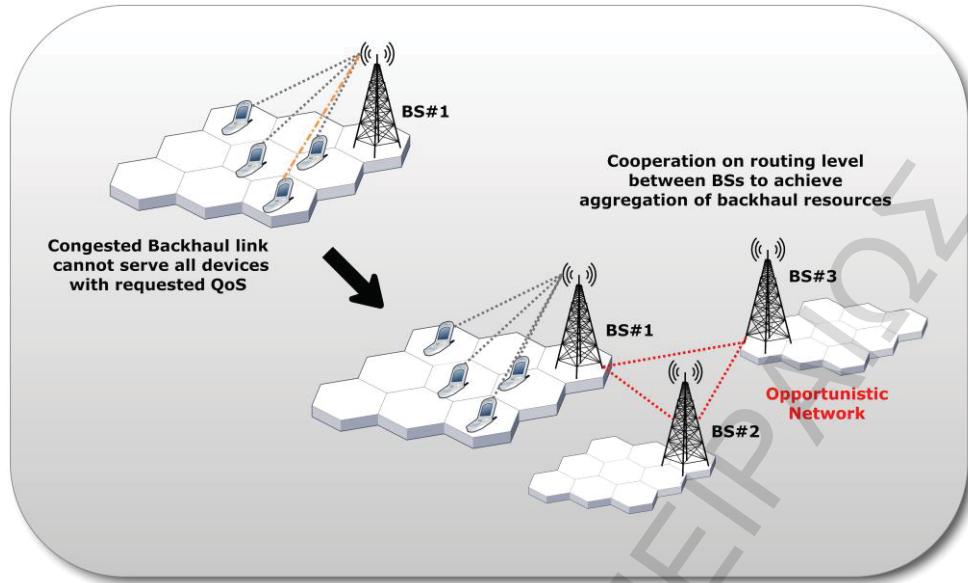 BS#1
Cooperation on routing level
between BSs to achieve
aggregation of backhaul resources
Congested Backhaul link
cannot serve all devices
with requested QoS
BS#3
BS#1
Opportunistic
Network
BS#2
ΠΕΙΡΑΙΩΣ